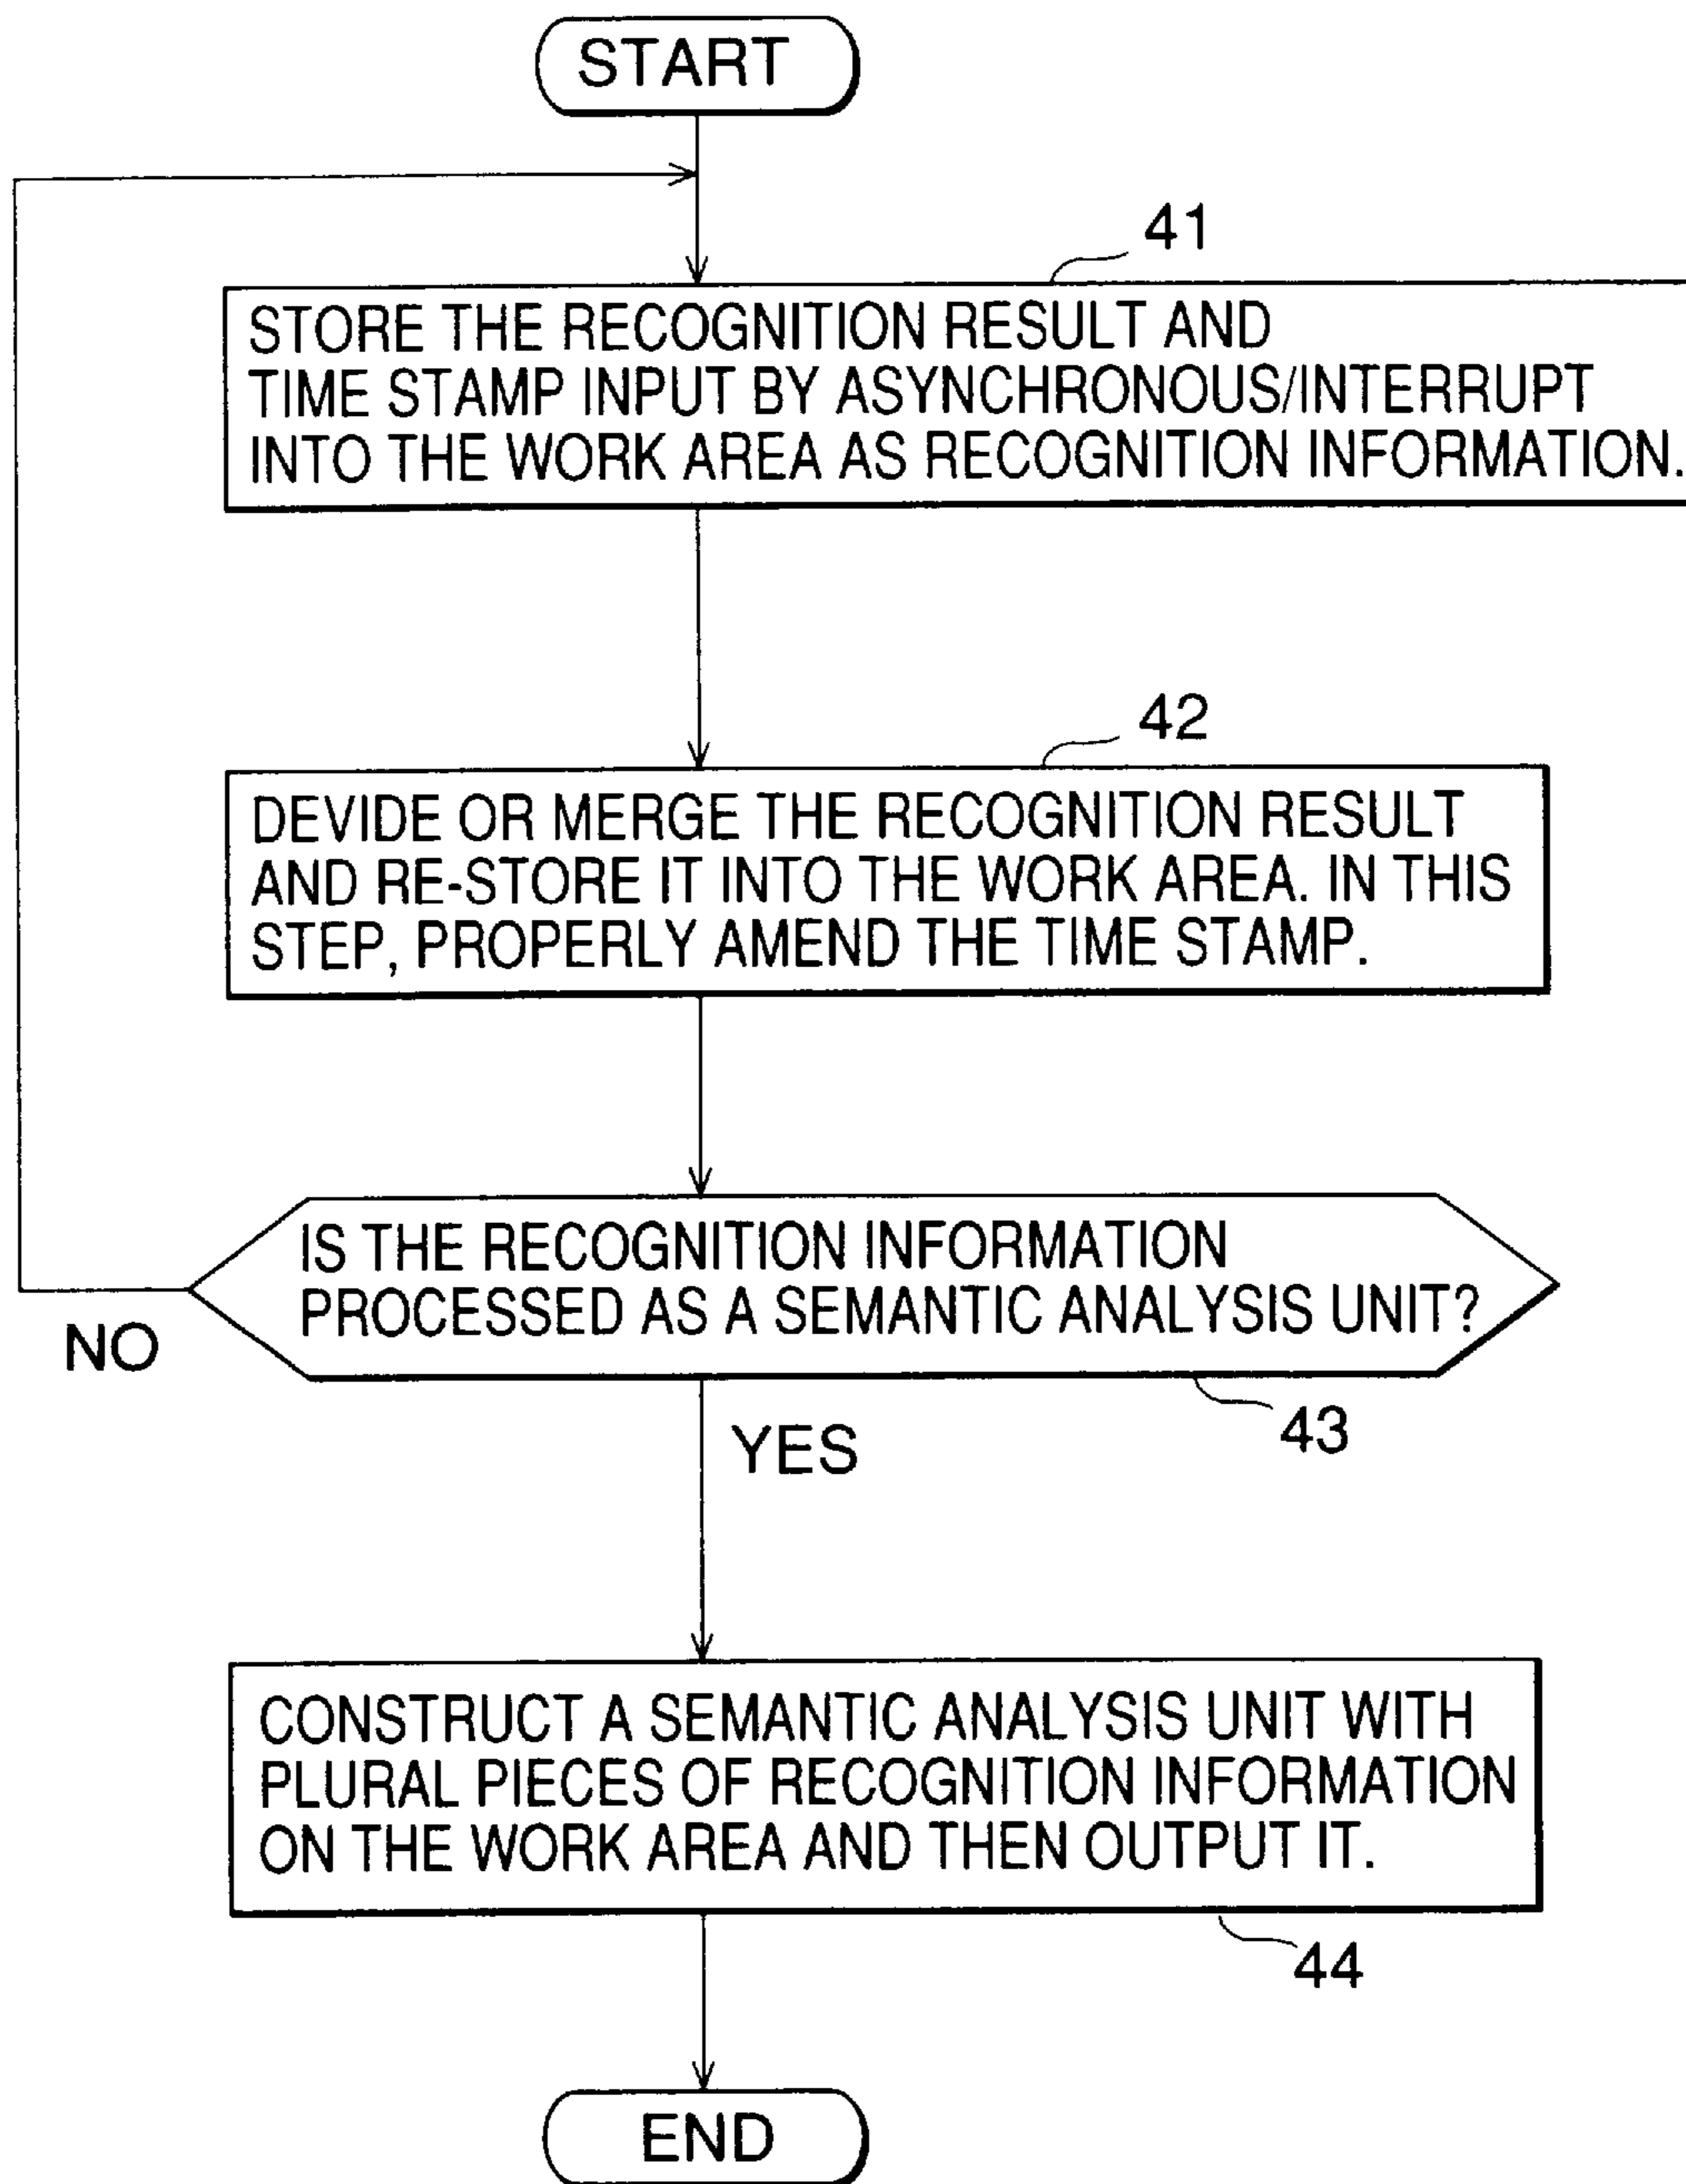 START
41
STORE THE RECOGNITION RESULT AND
TIME STAMP INPUT BY ASYNCHRONOUS/INTERRUPT
INTO THE WORK AREA AS RECOGNITION INFORMATION.
42
DEVIDE OR MERGE THE RECOGNITION RESULT
AND RE-STORE IT INTO THE WORK AREA. IN THIS
STEP, PROPERLY AMEND THE TIME STAMP.
IS THE RECOGNITION INFORMATION
PROCESSED AS A SEMANTIC ANALYSIS UNIT?
NO
43
YES
CONSTRUCT A SEMANTIC ANALYSIS UNIT WITH
PLURAL PIECES OF RECOGNITION INFORMATION
ON THE WORK AREA AND THEN OUTPUT IT.
44
END